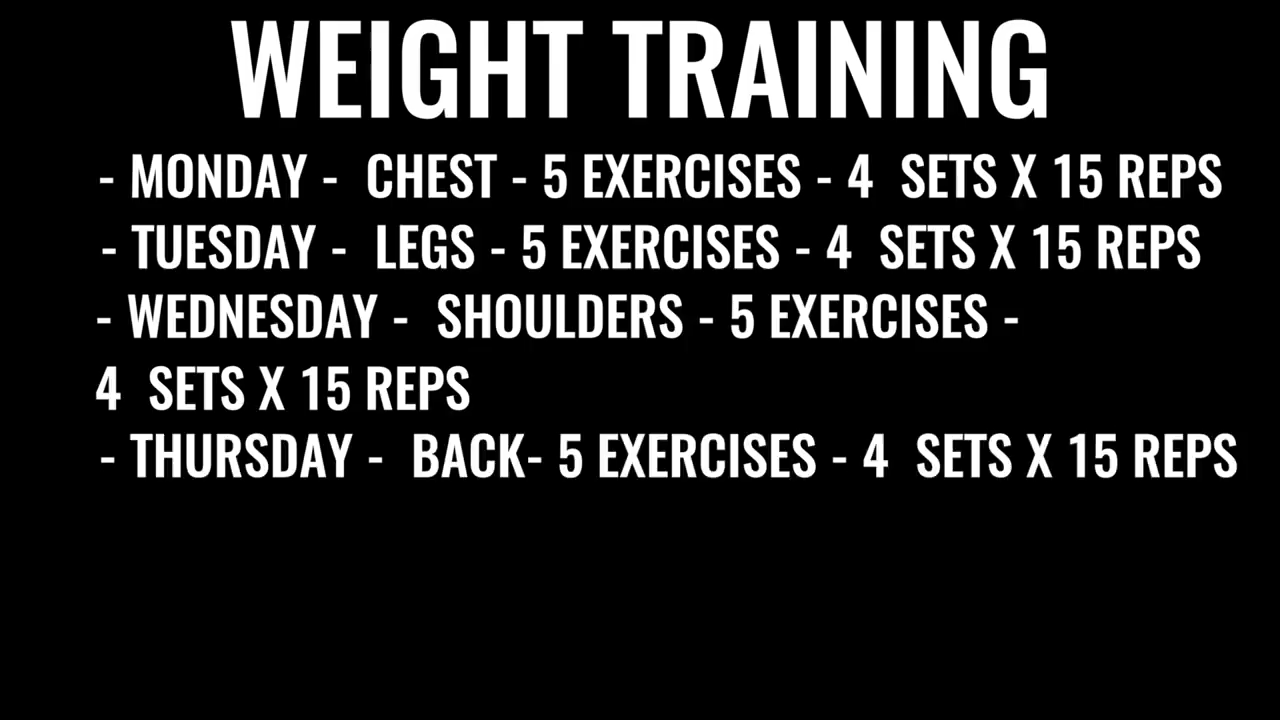 WEIGHT TRAINING
- MONDAY - CHEST - 5 EXERCISES - 4 SETS X 15 REPS
- TUESDAY - LEGS - 5 EXERCISES - 4 SETS X 15 REPS
- WEDNESDAY - SHOULDERS - 5 EXERCISES -
4 SETS X 15 REPS
- THURSDAY - BACK- 5 EXERCISES - 4 SETS X 15 REPS